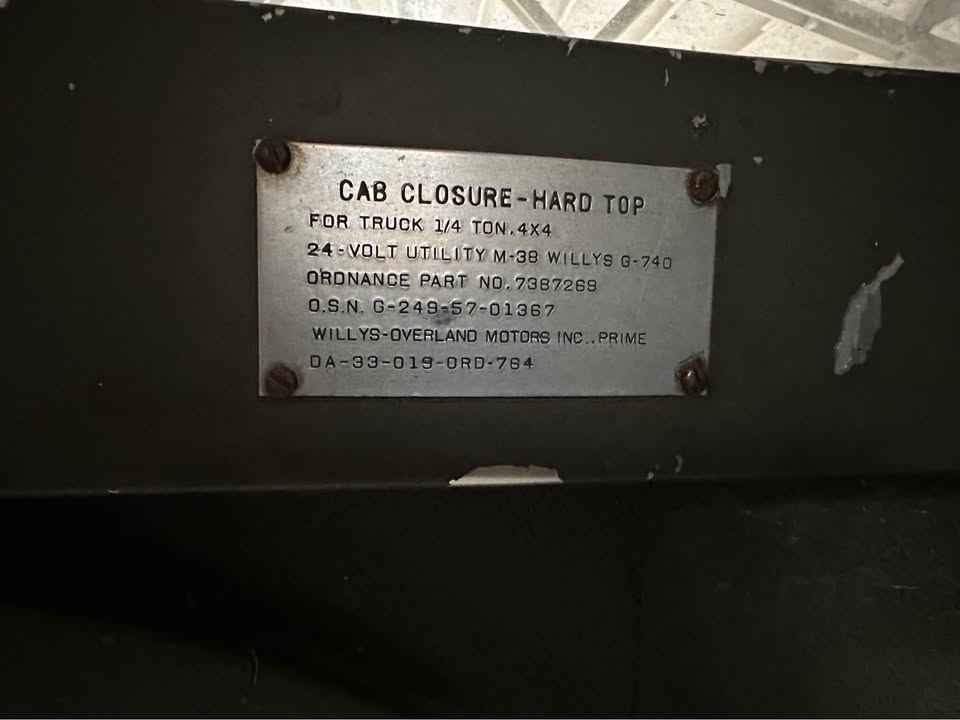 CAB CLOSURE-HARD TOP
FOR TRUCK 1/4 TON. 4X4
24-VOLT UTILITY M-38 WILLYS G-740
ORDNANCE PART NO. 7387269
O.S.N. G-249-57-01367
WILLYS-OVERLAND MOTORS INC.. PRIME
DA-33-019-ORD-764